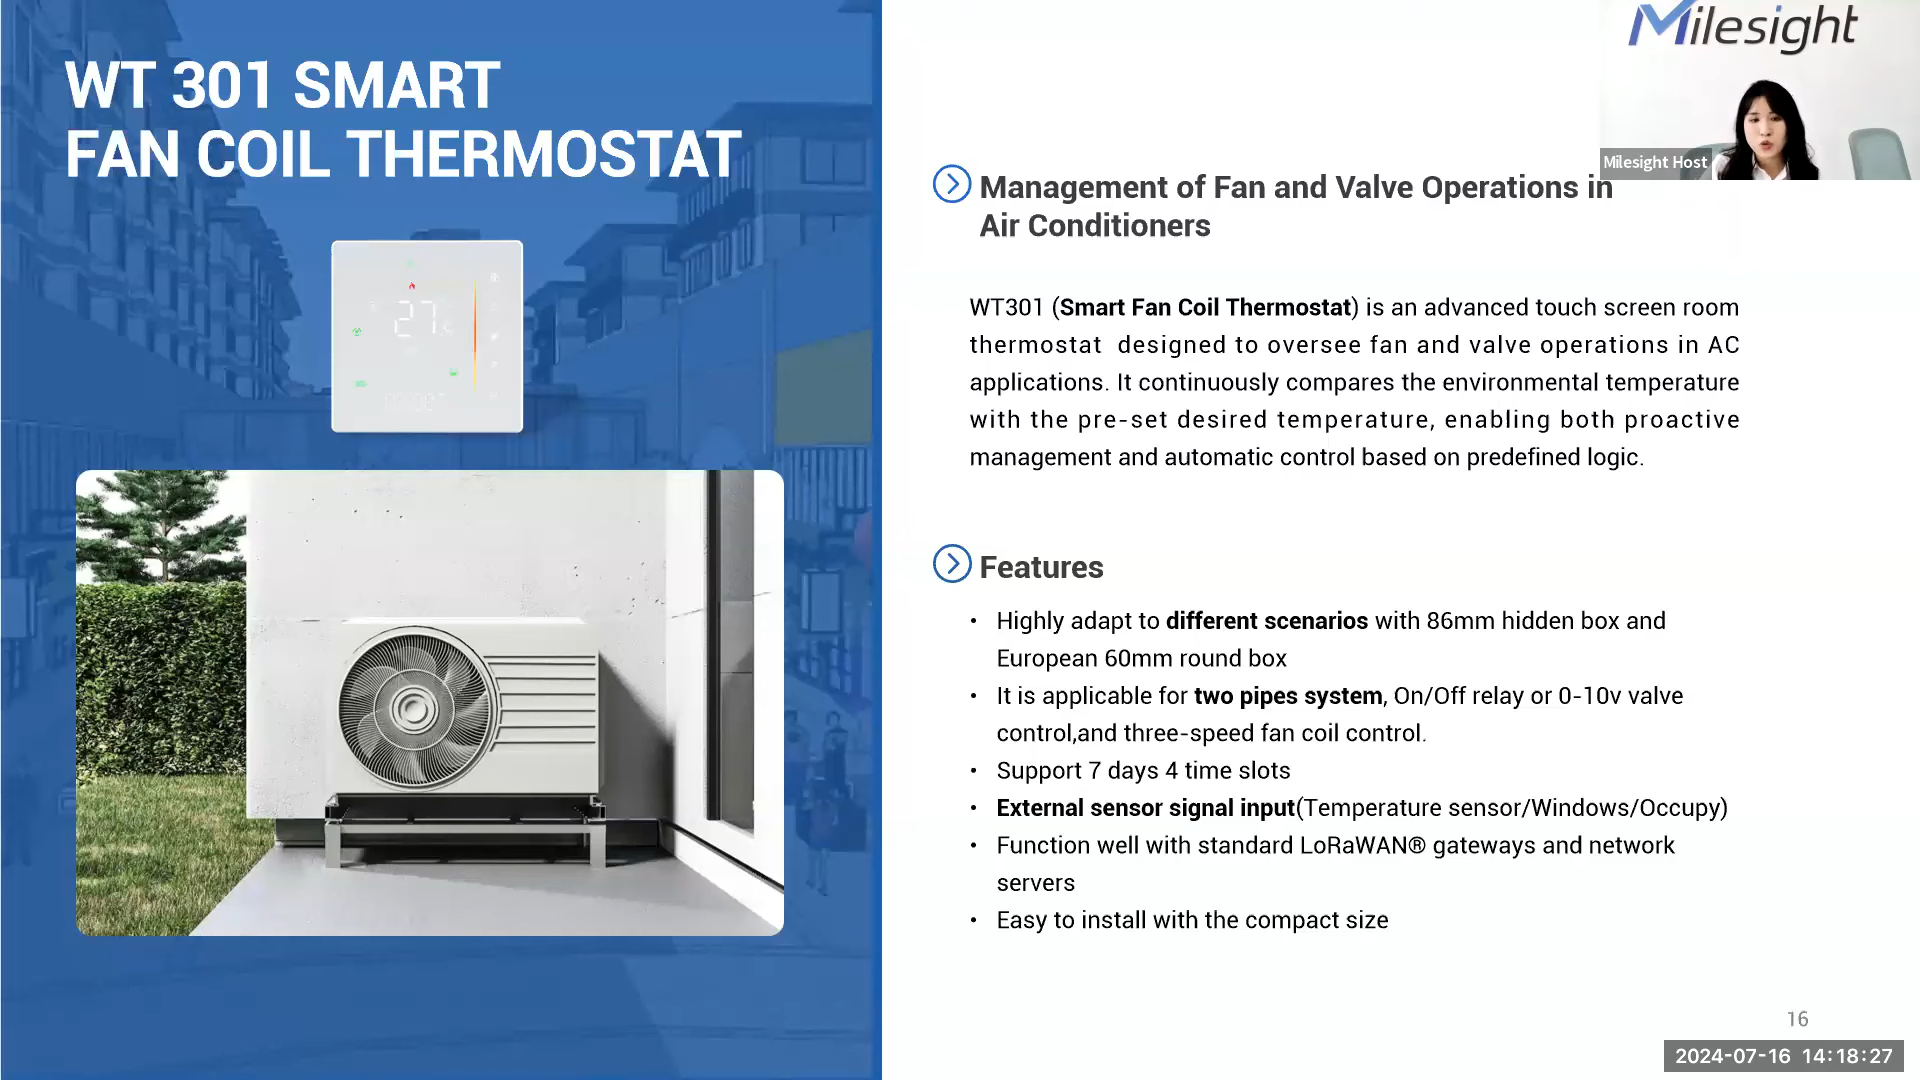 WT 301 SMART
FAN COIL THERMOSTAT
27
Milesight
Milesight Host
Management of Fan and Valve Operations in
Air Conditioners
WT301 (Smart Fan Coil Thermostat) is an advanced touch screen room
thermostat designed to oversee fan and valve operations in AC
applications. It continuously compares the environmental temperature
with the pre-set desired temperature, enabling both proactive
management and automatic control based on predefined logic.
Features
• Highly adapt to different scenarios with 86mm hidden box and
European 60mm round box
• It is applicable for two pipes system, On/Off relay or 0-10v valve
control,and three-speed fan coil control.
• Support 7 days 4 time slots
• External sensor signal input(Temperature sensor/Windows/Occupy)
• Function well with standard LoRaWAN® gateways and network
servers
• Easy to install with the compact size
16
2024-07-16 14:18:27